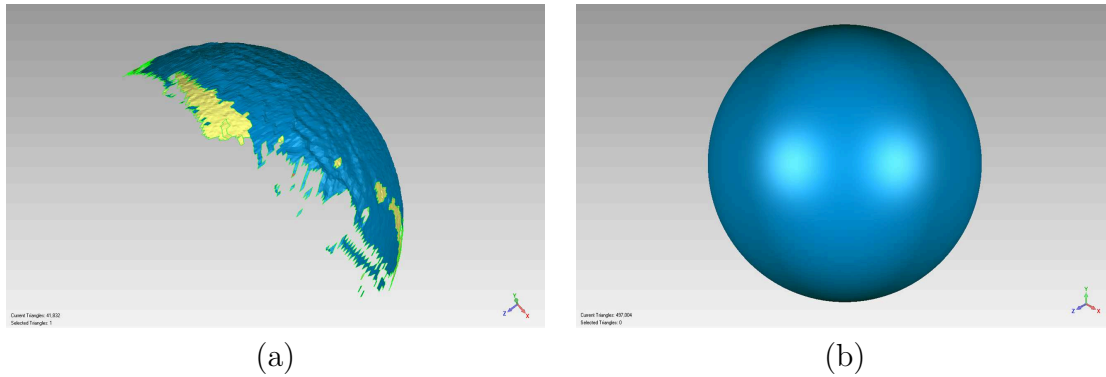 Current Triangles: 41,832
Selected Triangles: 1
Y
Z
X
Current Triangles: 497,004
Selected Triangles: 0
Y
Z
X
(a)
(b)